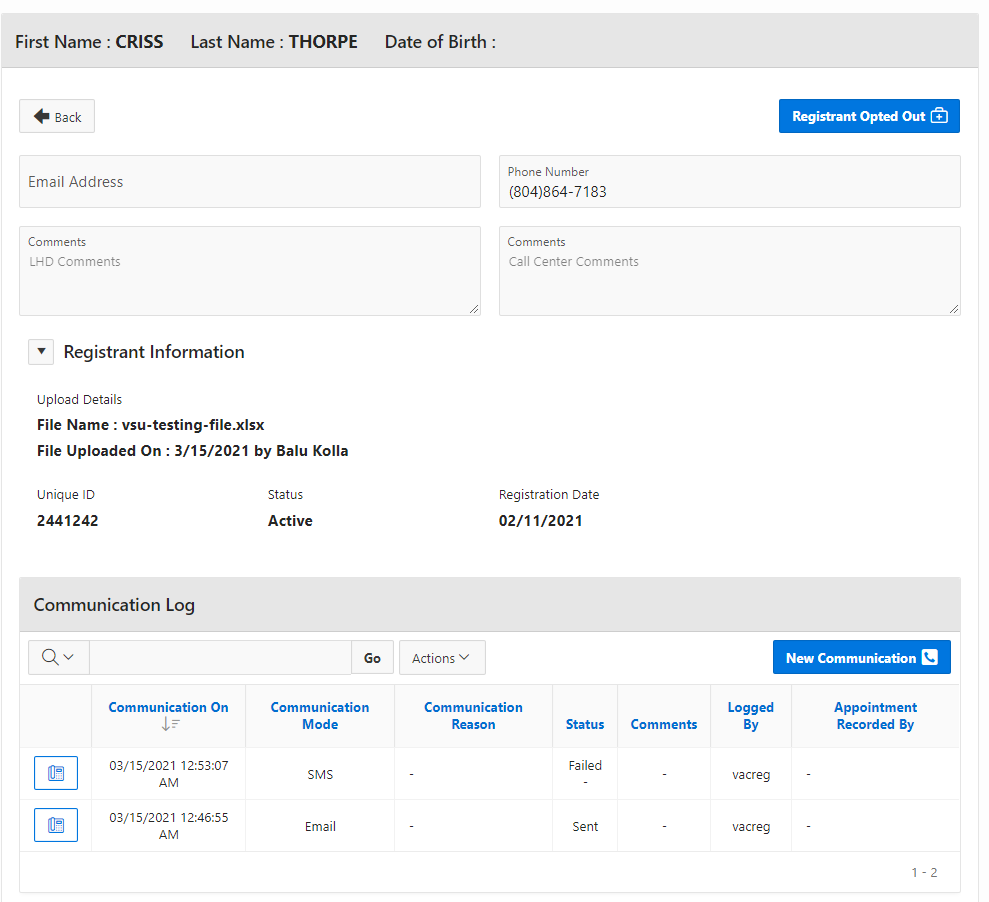 First Name : CRISS Last Name : THORPE Date of Birth :
Back
Registrant Opted Out
Email Address
Phone Number
(804)864-7183
Comments
LHD Comments
Comments
Call Center Comments
Registrant Information
Upload Details
File Name : vsu-testing-file.xlsx
File Uploaded On : 3/15/2021 by Balu Kolla
Unique ID Status Registration Date
2441242 Active 02/11/2021
Communication Log
Go
Actions
New Communication
Communication On
Communication Mode
Communication Reason
Status
Comments
Logged By
Appointment Recorded By
03/15/2021 12:53:07 AM SMS - Failed - - vacreg -
03/15/2021 12:46:55 AM Email - Sent - vacreg -
1 - 2